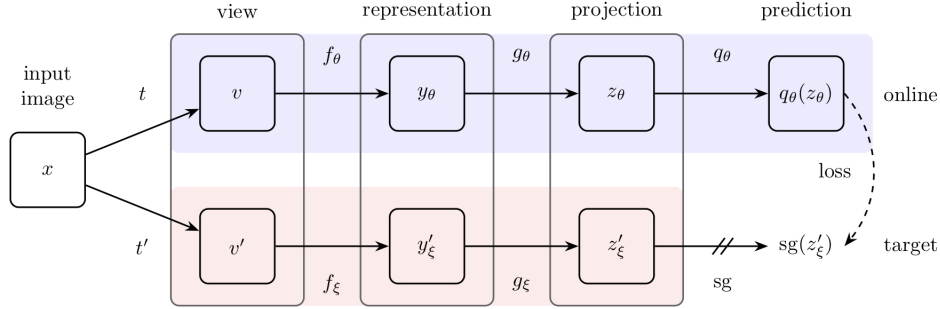 view
representation
projection
prediction
input
image
t
f_θ
g_θ
q_θ
v
y_θ
z_θ
q_θ(z_θ)
online
x
loss
t′
v′
y′_ξ
z′_ξ
sg(z′_ξ)
target
f_ξ
g_ξ
sg